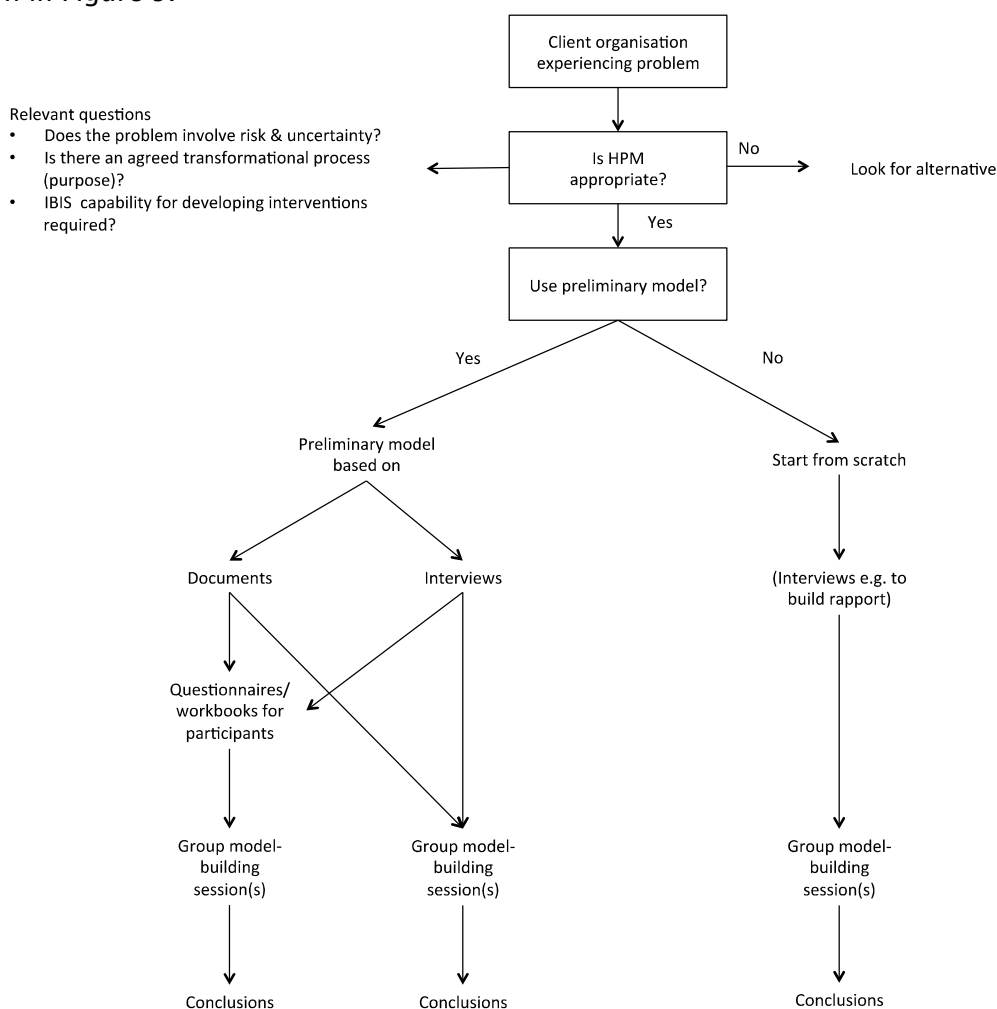 Client organisation
experiencing problem
Relevant questions
• Does the problem involve risk & uncertainty?
• Is there an agreed transformational process
(purpose)?
• IBIS capability for developing interventions
required?
Is HPM
appropriate?
No
Look for alternative
Yes
Use preliminary model?
Yes
No
Preliminary model
based on
Start from scratch
Documents
Interviews
(Interviews e.g. to
build rapport)
Questionnaires/
workbooks for
participants
Group model-
building
session(s)
Group model-
building
session(s)
Group model-
building
session(s)
Conclusions
Conclusions
Conclusions